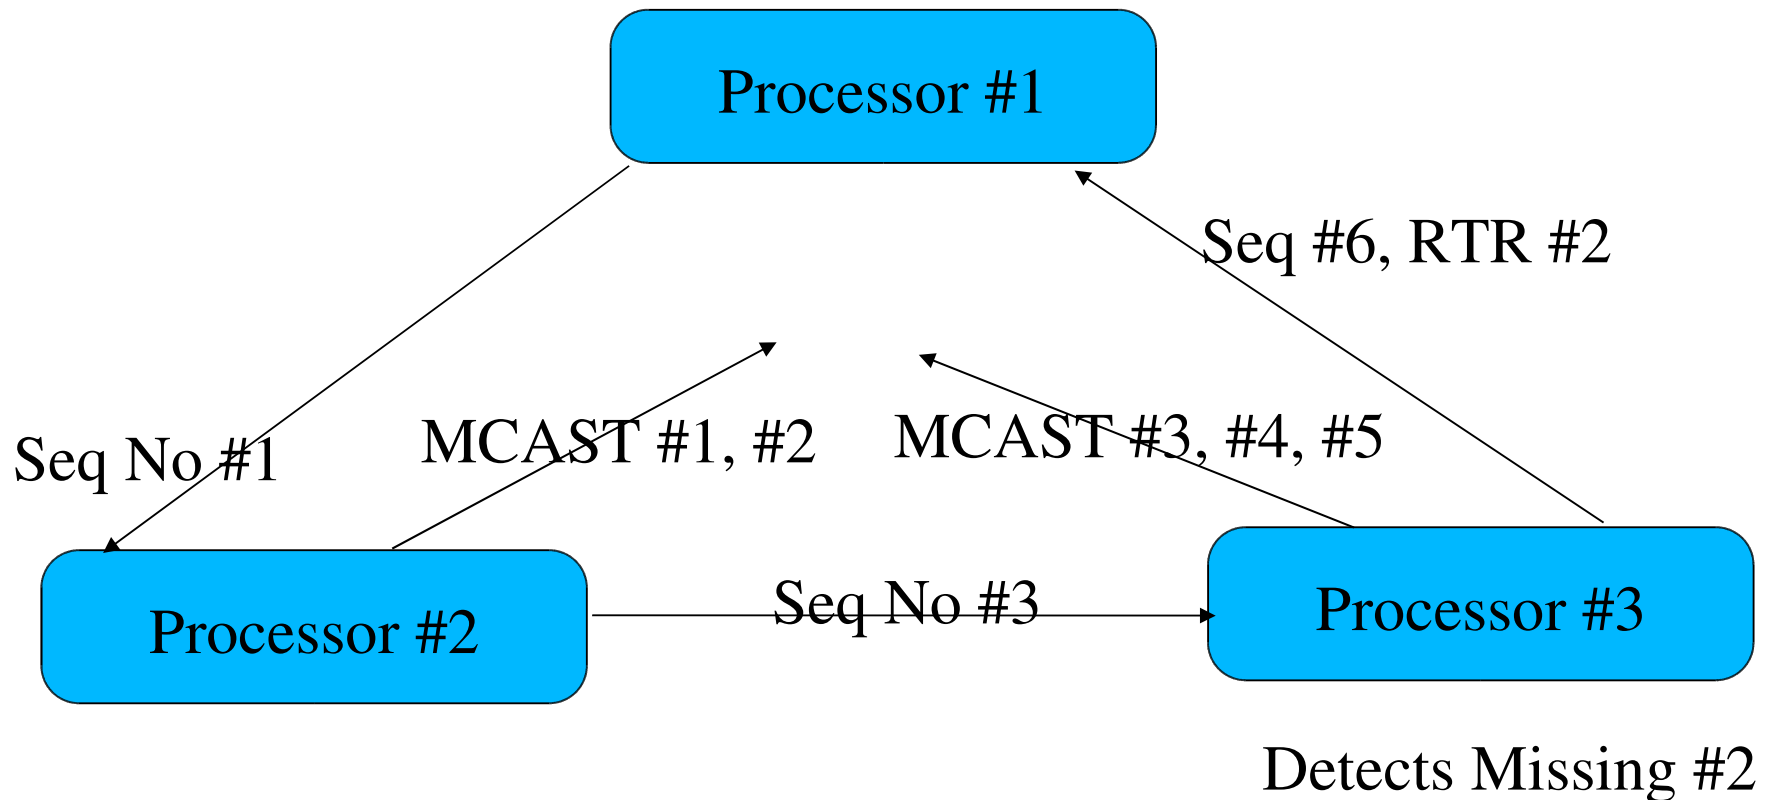 Processor #1
Seq #6, RTR #2
MCAST #3, #4, #5
MCAST #1, #2
Seq No #1
Seq No #3
Processor #3
Processor #2
Detects Missing #2